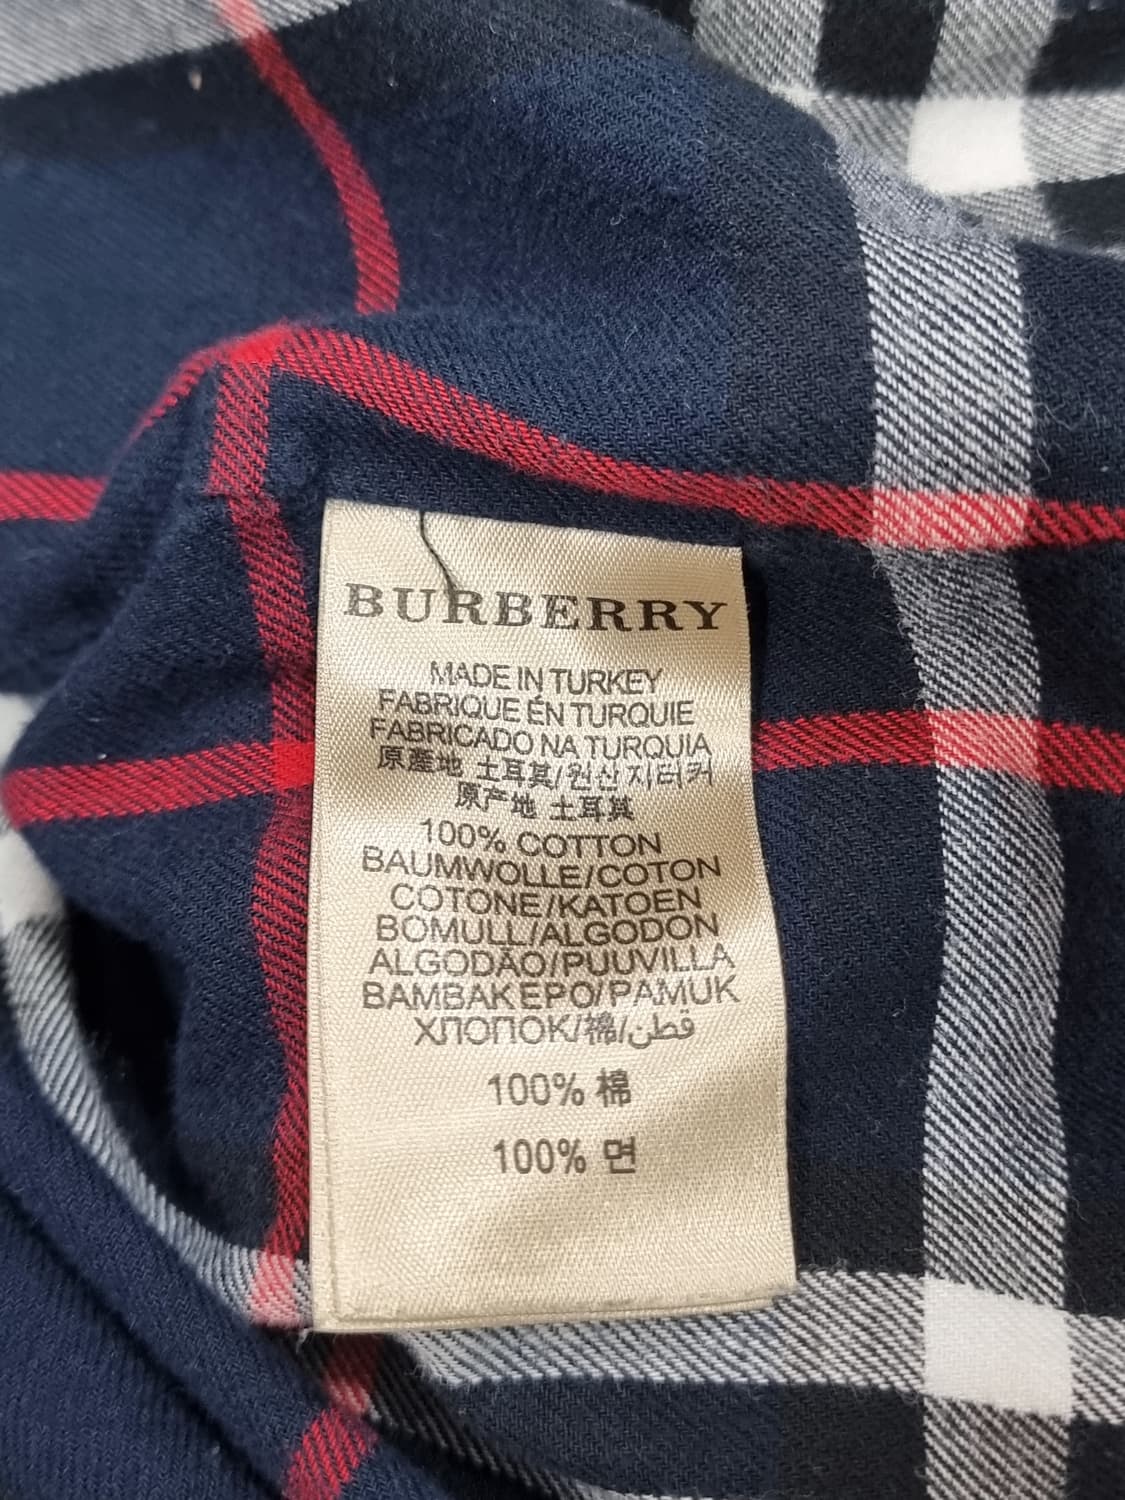 BURBERRY
MADE IN TURKEY
FABRIQUE EN TURQUIE
FABRICADO NA TURQUIA
原產地 土耳其/원산지터키
原产地 土耳其
100% COTTON
BAUMWOLLE/COTON
COTONE/KATOEN
BOMULL/ALGODON
ALGODÃO/PUUVILLA
BAMBAKEPO/PAMUK
ХЛОПОК/棉/قطن
100% 棉
100% 면